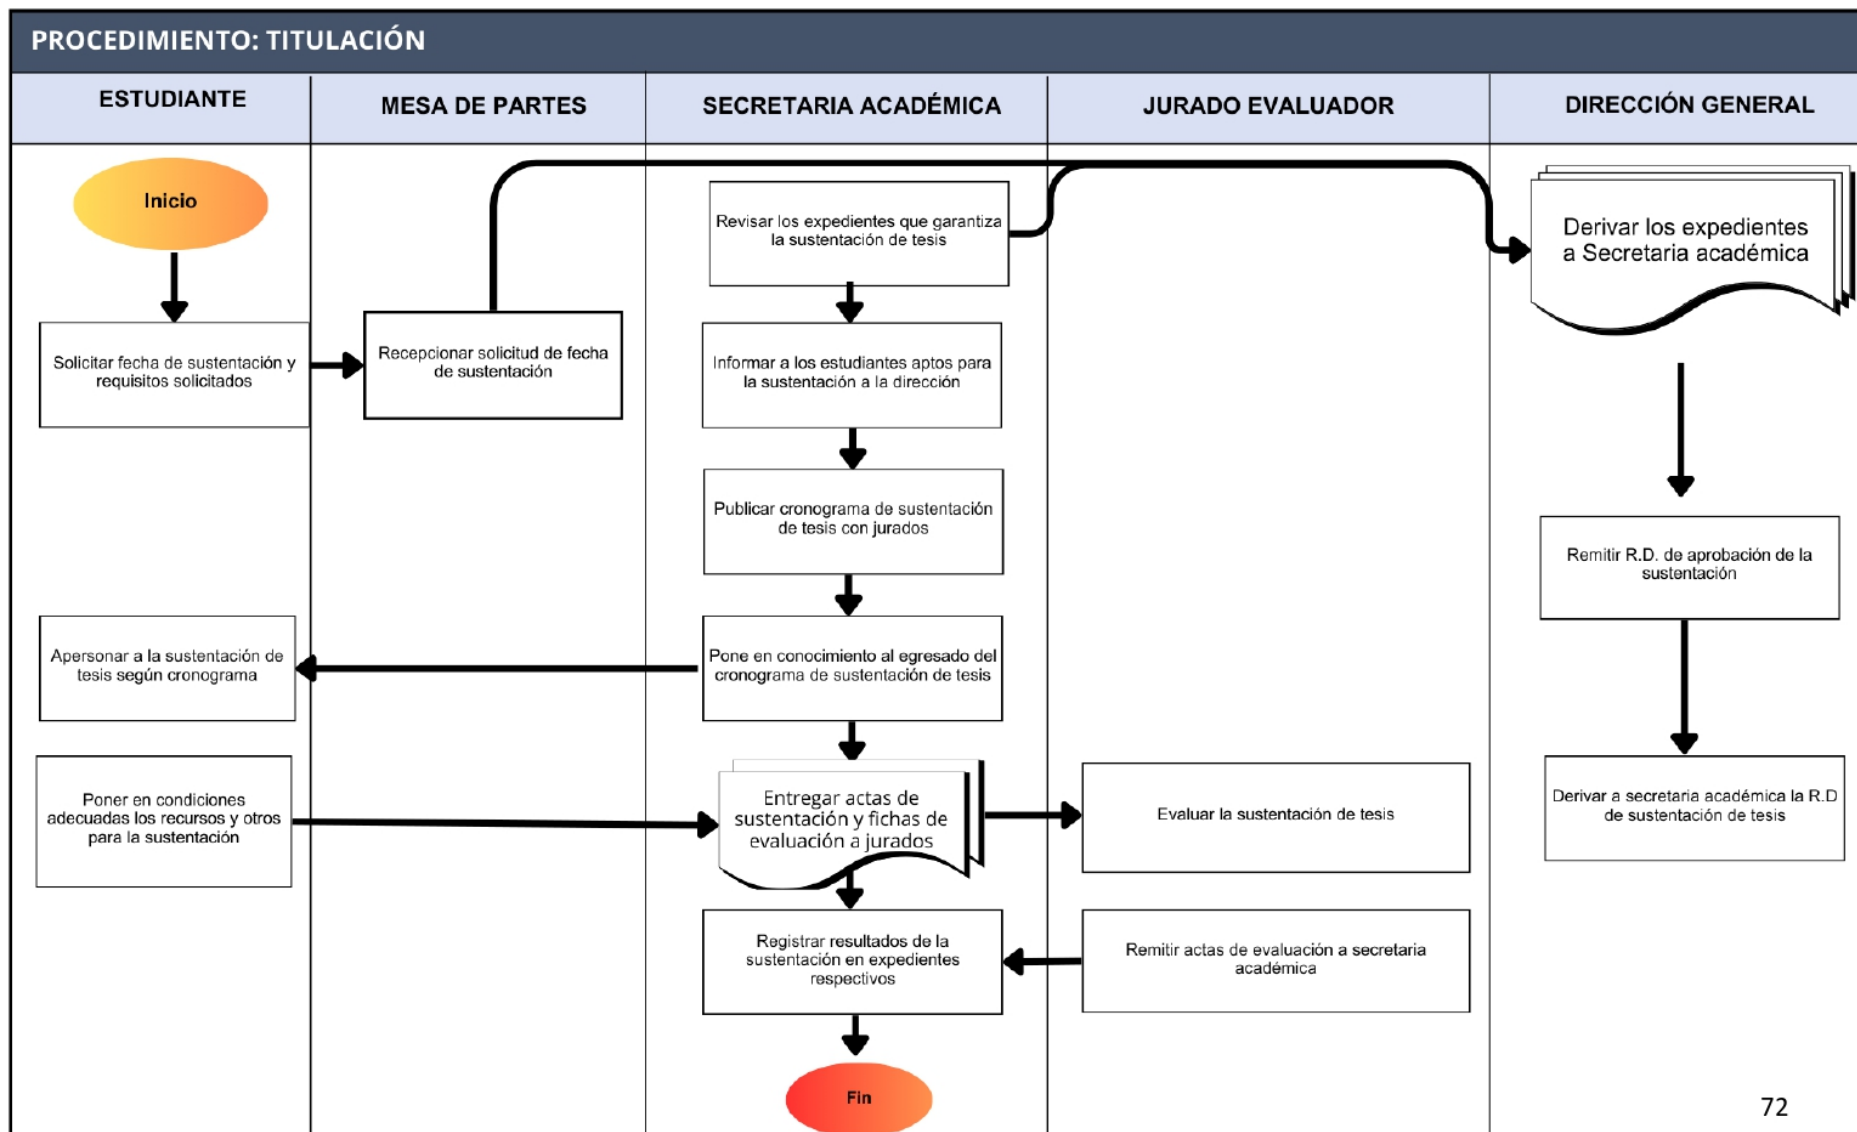 PROCEDIMIENTO: TITULACIÓN
ESTUDIANTE
MESA DE PARTES
SECRETARIA ACADÉMICA
JURADO EVALUADOR
DIRECCIÓN GENERAL
Inicio
Solicitar fecha de sustentación y
requisitos solicitados
Recepcionar solicitud de fecha
de sustentación
Revisar los expedientes que garantiza
la sustentación de tesis
Derivar los expedientes
a Secretaria académica
Informar a los estudiantes aptos para
la sustentación a la dirección
Publicar cronograma de sustentación
de tesis con jurados
Remitir R.D. de aprobación de la
sustentación
Apersonar a la sustentación de
tesis según cronograma
Pone en conocimiento al egresado del
cronograma de sustentación de tesis
Poner en condiciones
adecuadas los recursos y otros
para la sustentación
Entregar actas de
sustentación y fichas de
evaluación a jurados
Evaluar la sustentación de tesis
Derivar a secretaria académica la R.D
de sustentación de tesis
Registrar resultados de la
sustentación en expedientes
respectivos
Remitir actas de evaluación a secretaria
académica
Fin
72